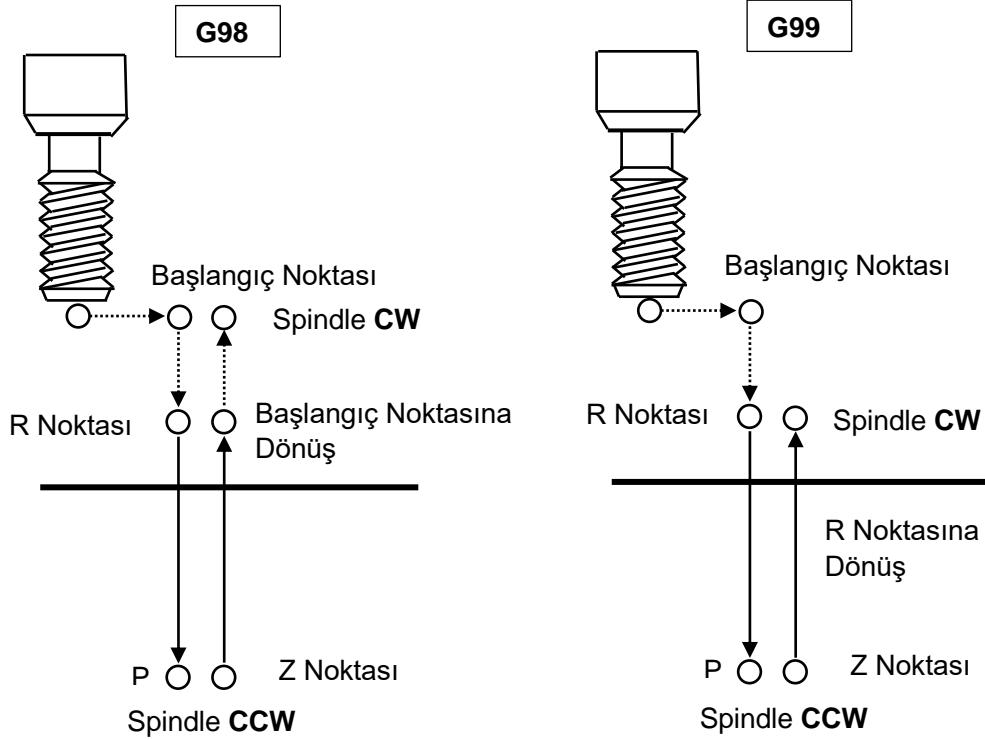 G98
Başlangıç Noktası
Spindle CW
R Noktası
Başlangıç Noktasına
Dönüş
P
Z Noktası
Spindle CCW
G99
Başlangıç Noktası
R Noktası
Spindle CW
R Noktasına
Dönüş
P
Z Noktası
Spindle CCW